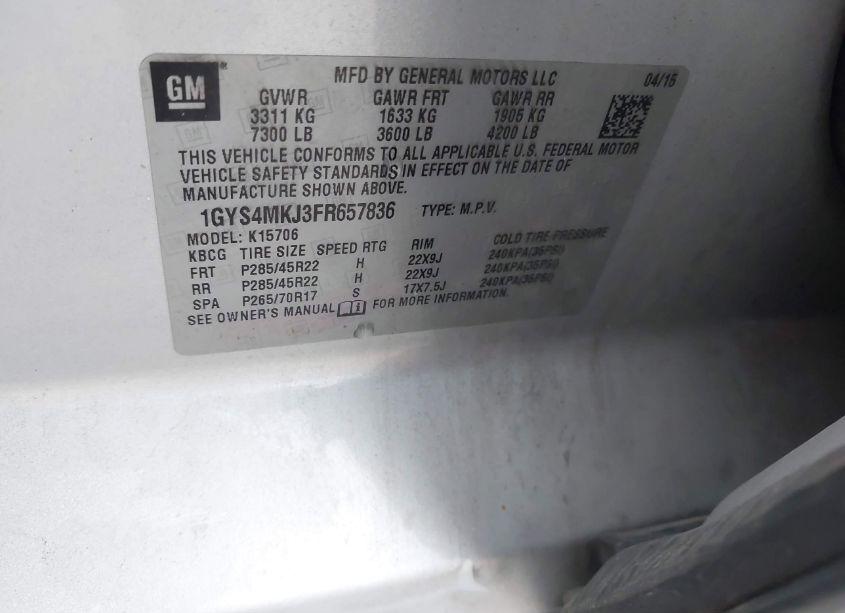 GM
MFD BY GENERAL MOTORS LLC 04/15
GVWR GAWR FRT GAWR RR
3311 KG 1633 KG 1905 KG
7300 LB 3600 LB 4200 LB
THIS VEHICLE CONFORMS TO ALL APPLICABLE U.S. FEDERAL MOTOR
VEHICLE SAFETY STANDARDS IN EFFECT ON THE DATE OF
MANUFACTURE SHOWN ABOVE.
1GYS4MKJ3FR657836 TYPE: M.P.V.
MODEL: K15706
KBCG TIRE SIZE SPEED RTG RIM COLD TIRE PRESSURE
FRT P285/45R22 H 22X9J 240KPA(35PSI)
RR P285/45R22 H 22X9J 240KPA(35PSI)
SPA P265/70R17 S 17X7.5J 240KPA(35PSI)
SEE OWNER'S MANUAL FOR MORE INFORMATION.